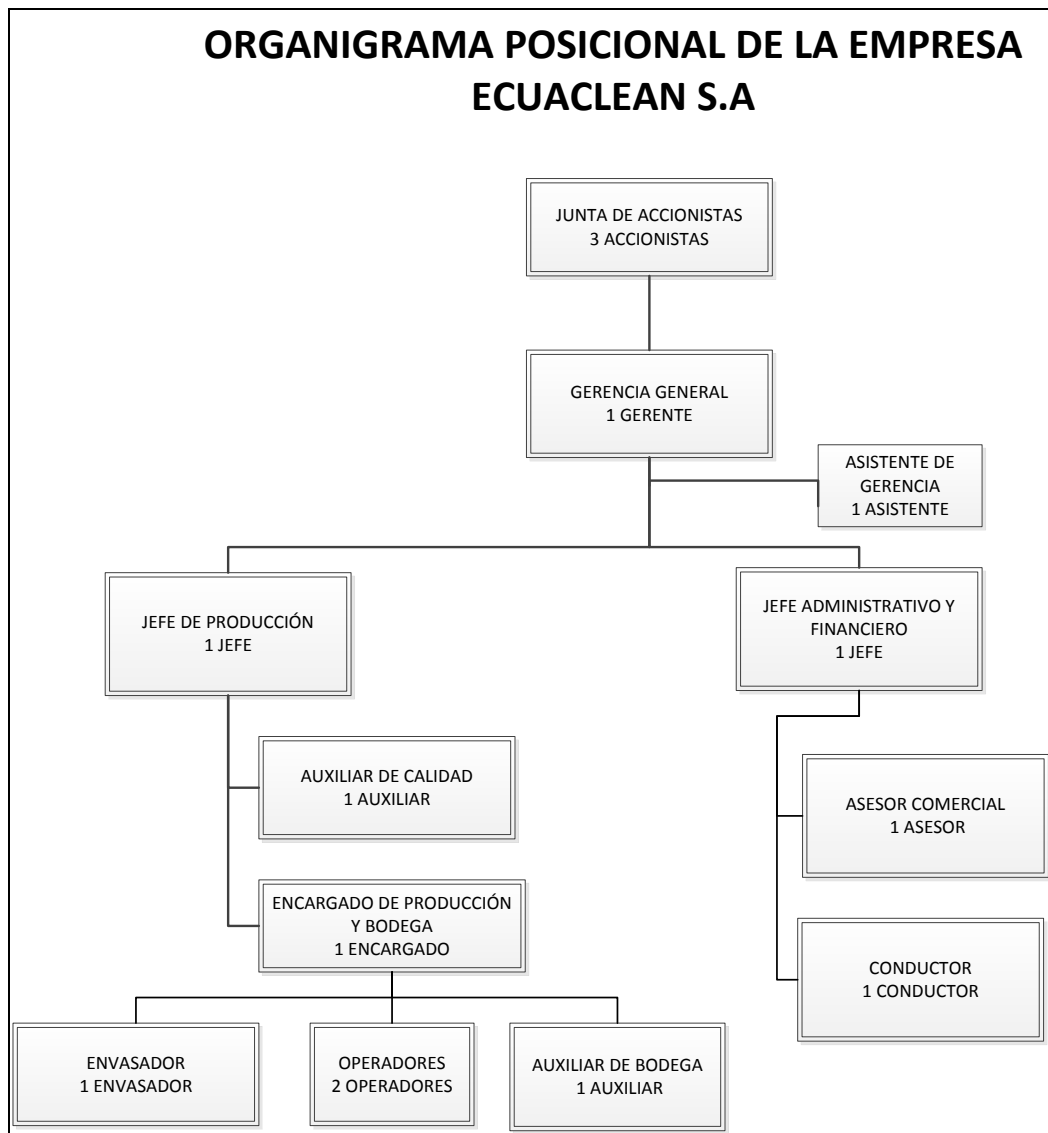 ORGANIGRAMA POSICIONAL DE LA EMPRESA
ECUACLEAN S.A
JUNTA DE ACCIONISTAS
3 ACCIONISTAS
GERENCIA GENERAL
1 GERENTE
ASISTENTE DE
GERENCIA
1 ASISTENTE
JEFE DE PRODUCCIÓN
1 JEFE
JEFE ADMINISTRATIVO Y
FINANCIERO
1 JEFE
AUXILIAR DE CALIDAD
1 AUXILIAR
ASESOR COMERCIAL
1 ASESOR
ENCARGADO DE PRODUCCIÓN
Y BODEGA
1 ENCARGADO
CONDUCTOR
1 CONDUCTOR
ENVASADOR
1 ENVASADOR
OPERADORES
2 OPERADORES
AUXILIAR DE BODEGA
1 AUXILIAR